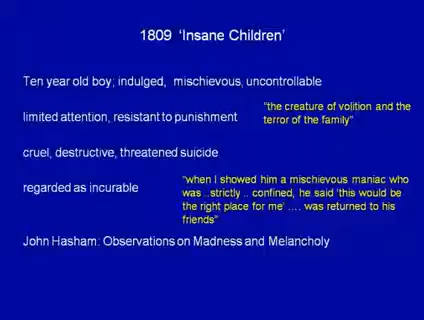 1809 ‘Insane Children’
Ten year old boy; indulged, mischievous, uncontrollable
limited attention, resistant to punishment
"the creature of volition and the
terror of the family"
cruel, destructive, threatened suicide
regarded as incurable
"when I showed him a mischievous maniac who
was ..strictly .. confined, he said 'this would be
the right place for me' .... was returned to his
friends"
John Hasham: Observations on Madness and Melancholy